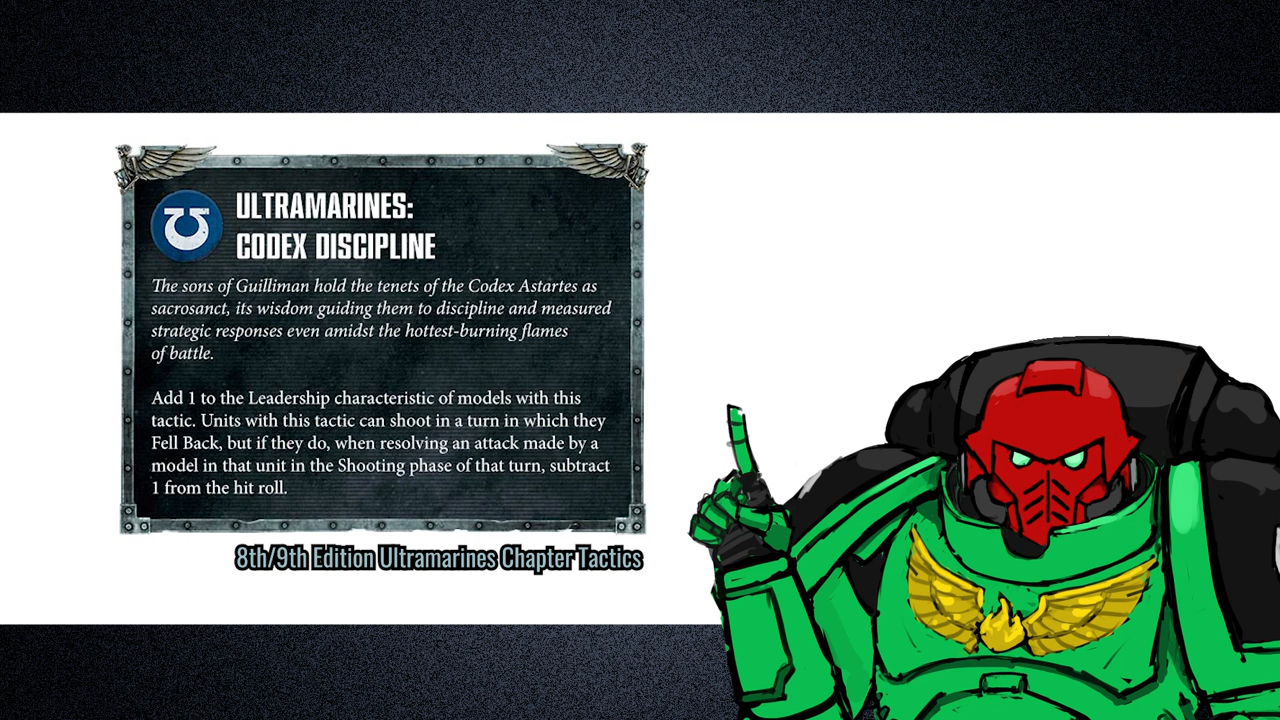 ULTRAMARINES:
CODEX DISCIPLINE
The sons of Guilliman hold the tenets of the Codex Astartes as
sacrosanct, its wisdom guiding them to discipline and measured
strategic responses even amidst the hottest-burning flames
of battle.
Add 1 to the Leadership characteristic of models with this
tactic. Units with this tactic can shoot in a turn in which they
Fell Back, but if they do, when resolving an attack made by a
model in that unit in the Shooting phase of that turn, subtract
1 from the hit roll.
8th/9th Edition Ultramarines Chapter Tactics